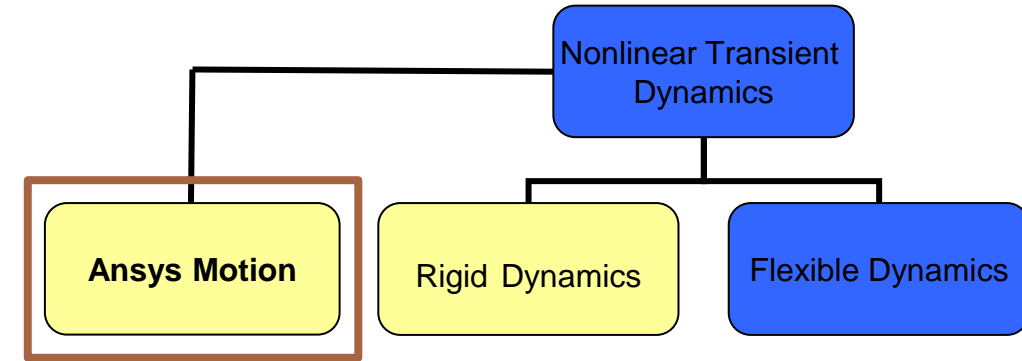 Nonlinear Transient
Dynamics
Ansys Motion
Rigid Dynamics
Flexible Dynamics